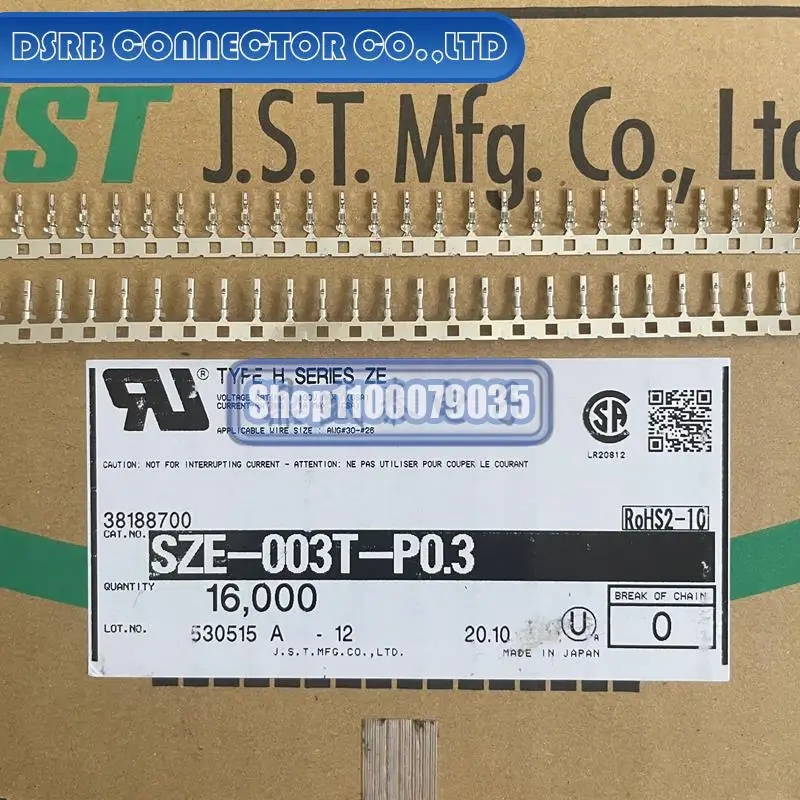 DSRB CONNECTOR CO.,LTD
JST J.S.T. Mfg. Co., Ltd
® TYPE H SERIES ZE
Shop1100079035
APPLICABLE WIRE SIZE : AWG#30-#26
LR20812
CAUTION: NOT FOR INTERRUPTING CURRENT - ATTENTION: NE PAS UTILISER POUR COUPER LE COURANT
38188700
RoHS2-10
CAT.NO. SZE-003T-P0.3
QUANTITY 16,000
BREAK OF CHAIN
0
LOT.NO. 530515 A - 12 20.10
J.S.T.MFG.CO.,LTD. MADE IN JAPAN